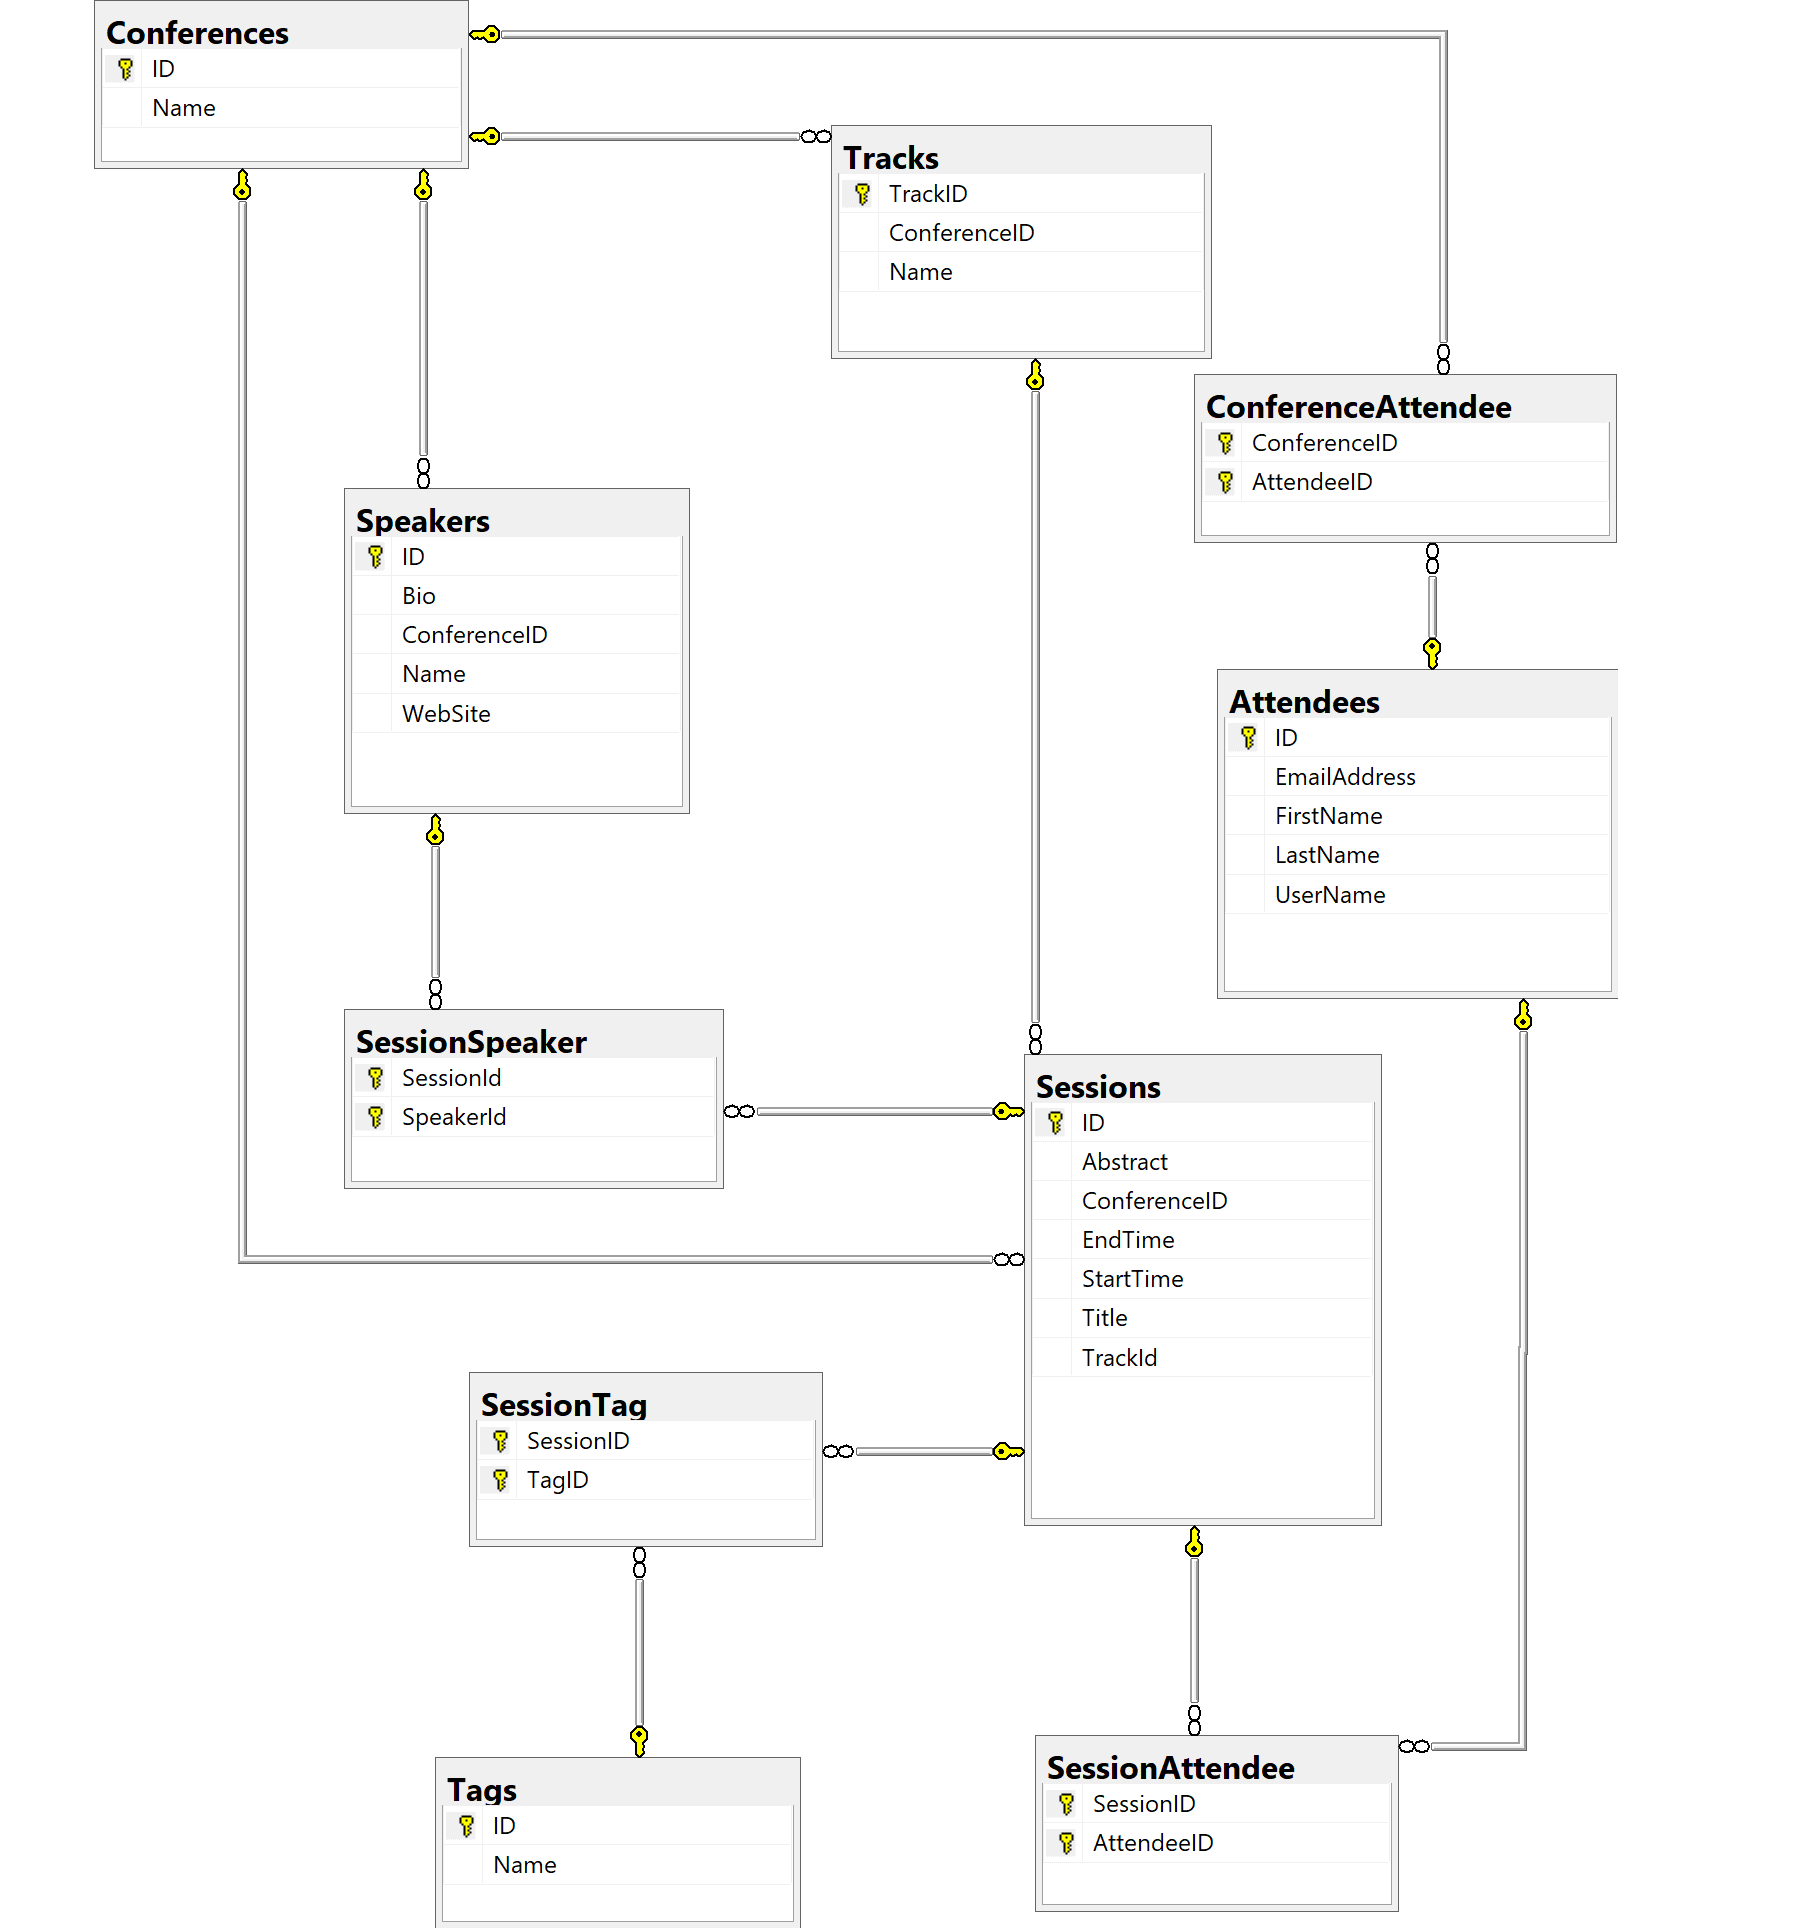 Conferences
ID
Name
Tracks
TrackID
ConferenceID
Name
ConferenceAttendee
ConferenceID
AttendeeID
Speakers
ID
Bio
ConferenceID
Name
WebSite
Attendees
ID
EmailAddress
FirstName
LastName
UserName
SessionSpeaker
SessionId
SpeakerId
Sessions
ID
Abstract
ConferenceID
EndTime
StartTime
Title
TrackId
SessionTag
SessionID
TagID
SessionAttendee
SessionID
AttendeeID
Tags
ID
Name